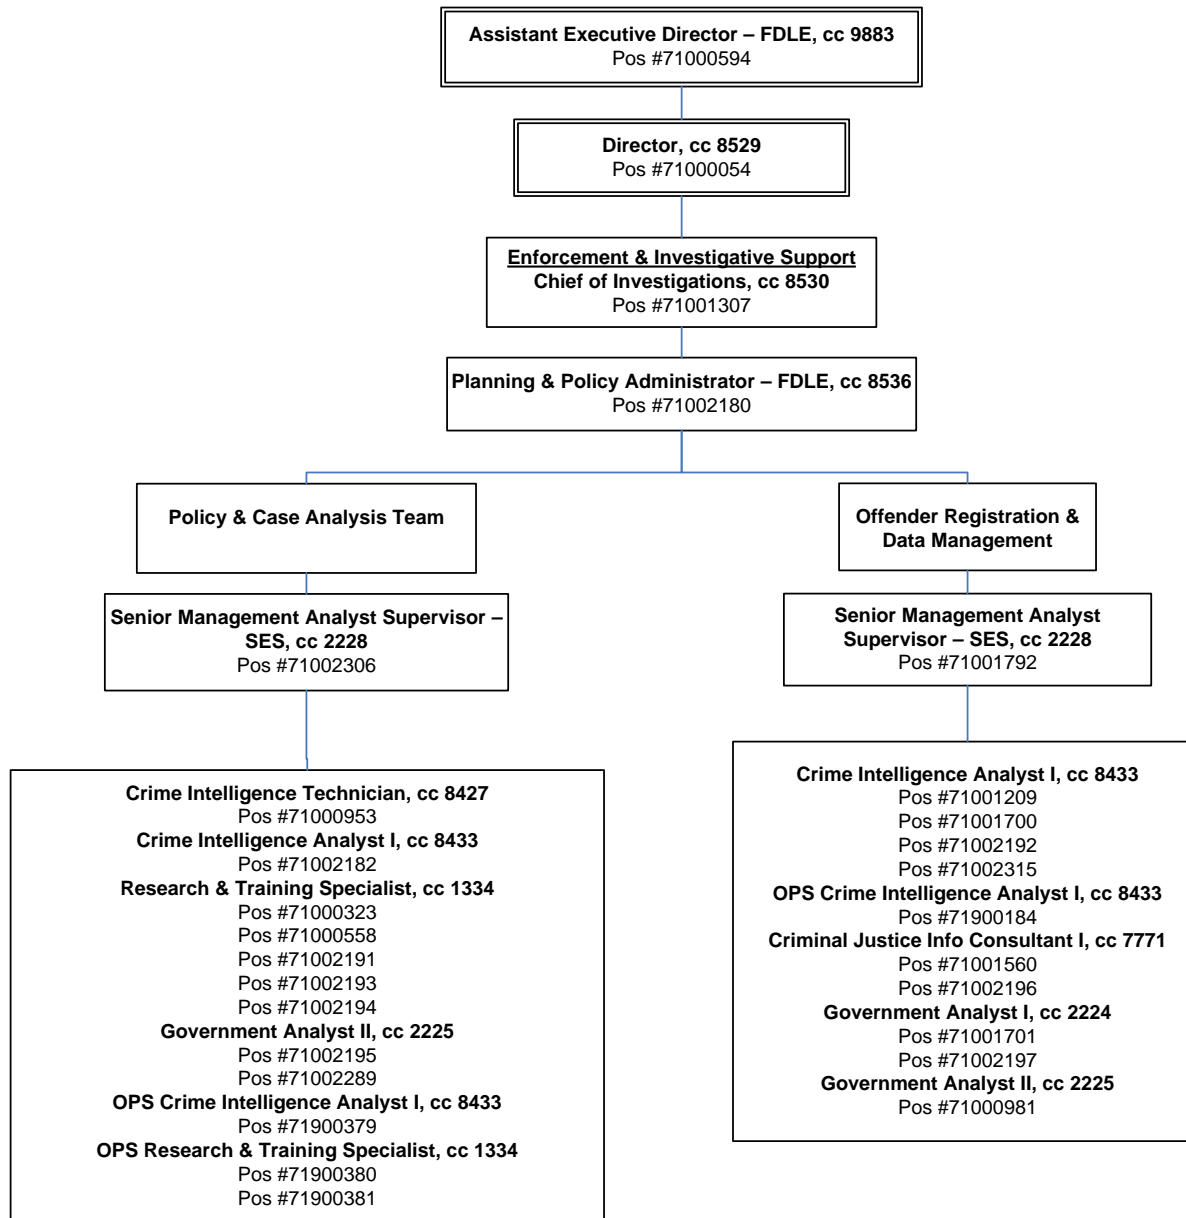 Assistant Executive Director – FDLE, cc 9883
Pos #71000594
Director, cc 8529
Pos #71000054
Enforcement & Investigative Support
Chief of Investigations, cc 8530
Pos #71001307
Planning & Policy Administrator – FDLE, cc 8536
Pos #71002180
Policy & Case Analysis Team
Senior Management Analyst Supervisor –
SES, cc 2228
Pos #71002306
Crime Intelligence Technician, cc 8427
Pos #71000953
Crime Intelligence Analyst I, cc 8433
Pos #71002182
Research & Training Specialist, cc 1334
Pos #71000323
Pos #71000558
Pos #71002191
Pos #71002193
Pos #71002194
Government Analyst II, cc 2225
Pos #71002195
Pos #71002289
OPS Crime Intelligence Analyst I, cc 8433
Pos #71900379
OPS Research & Training Specialist, cc 1334
Pos #71900380
Pos #71900381
Offender Registration &
Data Management
Senior Management Analyst
Supervisor – SES, cc 2228
Pos #71001792
Crime Intelligence Analyst I, cc 8433
Pos #71001209
Pos #71001700
Pos #71002192
Pos #71002315
OPS Crime Intelligence Analyst I, cc 8433
Pos #71900184
Criminal Justice Info Consultant I, cc 7771
Pos #71001560
Pos #71002196
Government Analyst I, cc 2224
Pos #71001701
Pos #71002197
Government Analyst II, cc 2225
Pos #71000981